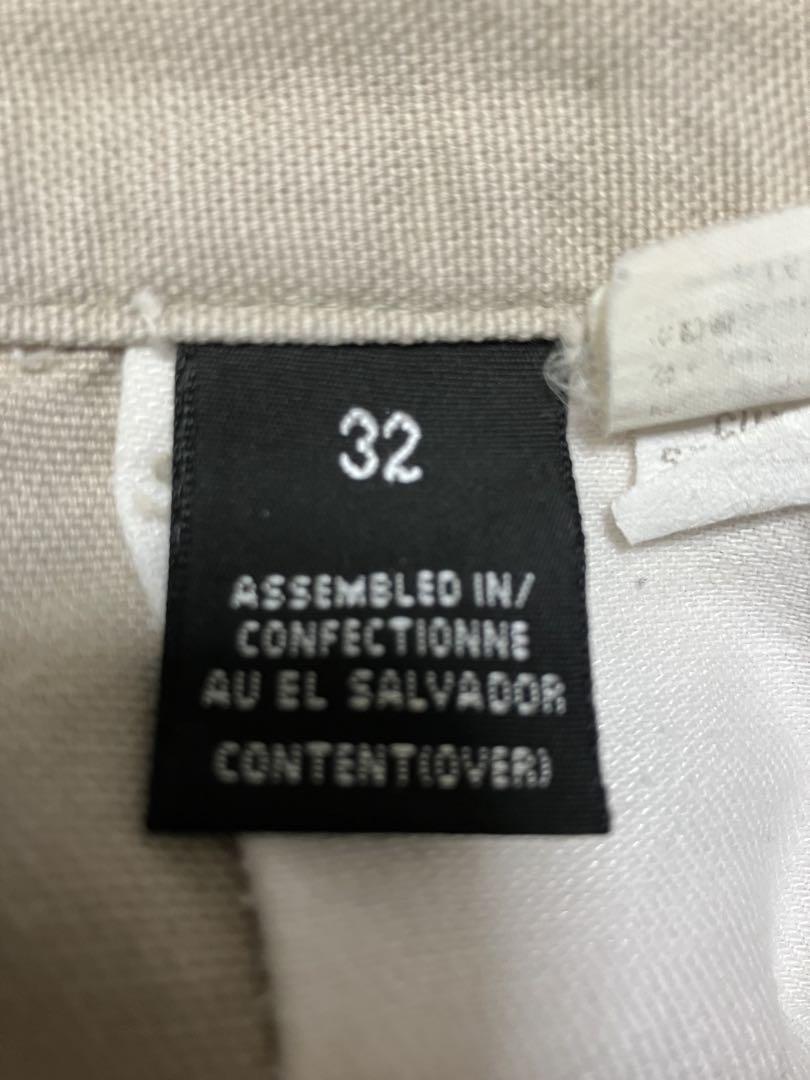 32
ASSEMBLED IN/
CONFECTIONNE
AU EL SALVADOR
CONTENT(OVER)